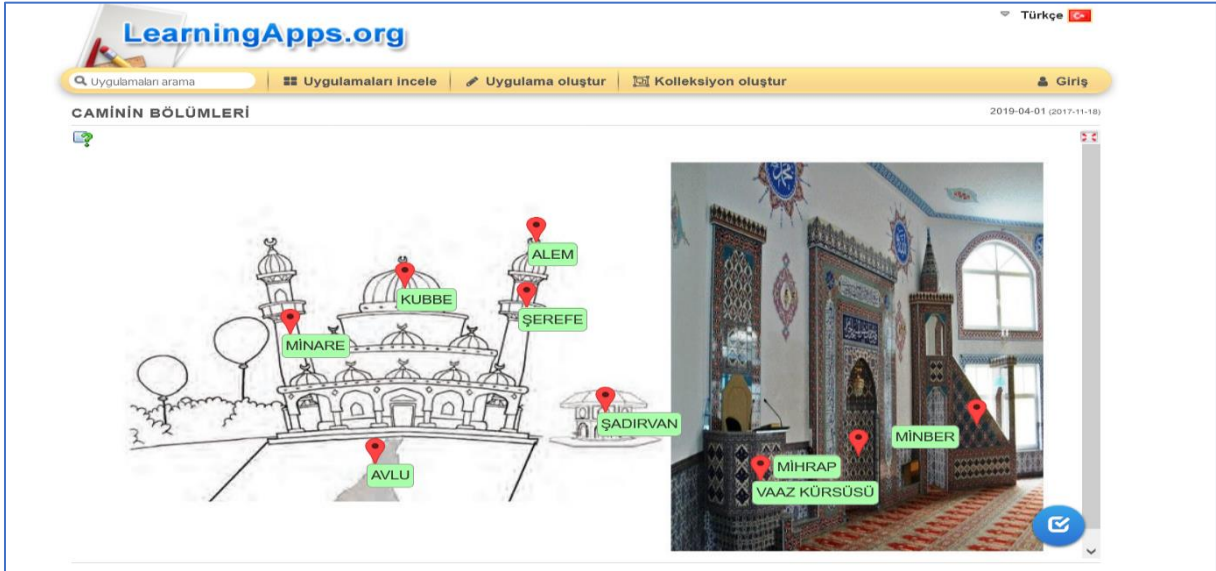 Türkçe
LearningApps.org
Uygulamaları arama
Uygulamaları incele
Uygulama oluştur
Kolleksiyon oluştur
Giriş
CAMİNİN BÖLÜMLERİ
2019-04-01 (2017-11-18)
ALEM
KUBBE
ŞEREFE
MİNARE
ŞADIRVAN
AVLU
MİNBER
MİHRAP
VAAZ KÜRSÜSÜ